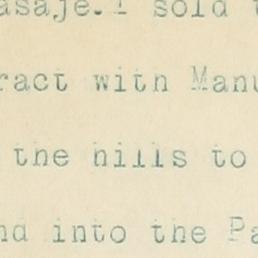 asaje. I sold t
ract with Manu
the hills to
nd into the Pa